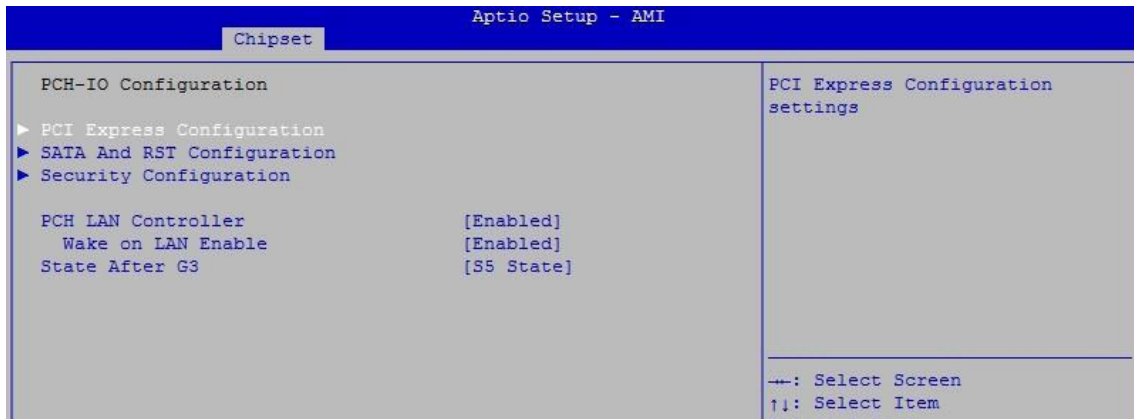 Aptio Setup - AMI
Chipset
PCH-IO Configuration
► PCI Express Configuration
► SATA And RST Configuration
► Security Configuration
PCH LAN Controller [Enabled]
Wake on LAN Enable [Enabled]
State After G3 [S5 State]
PCI Express Configuration
settings
→←: Select Screen
↑↓: Select Item